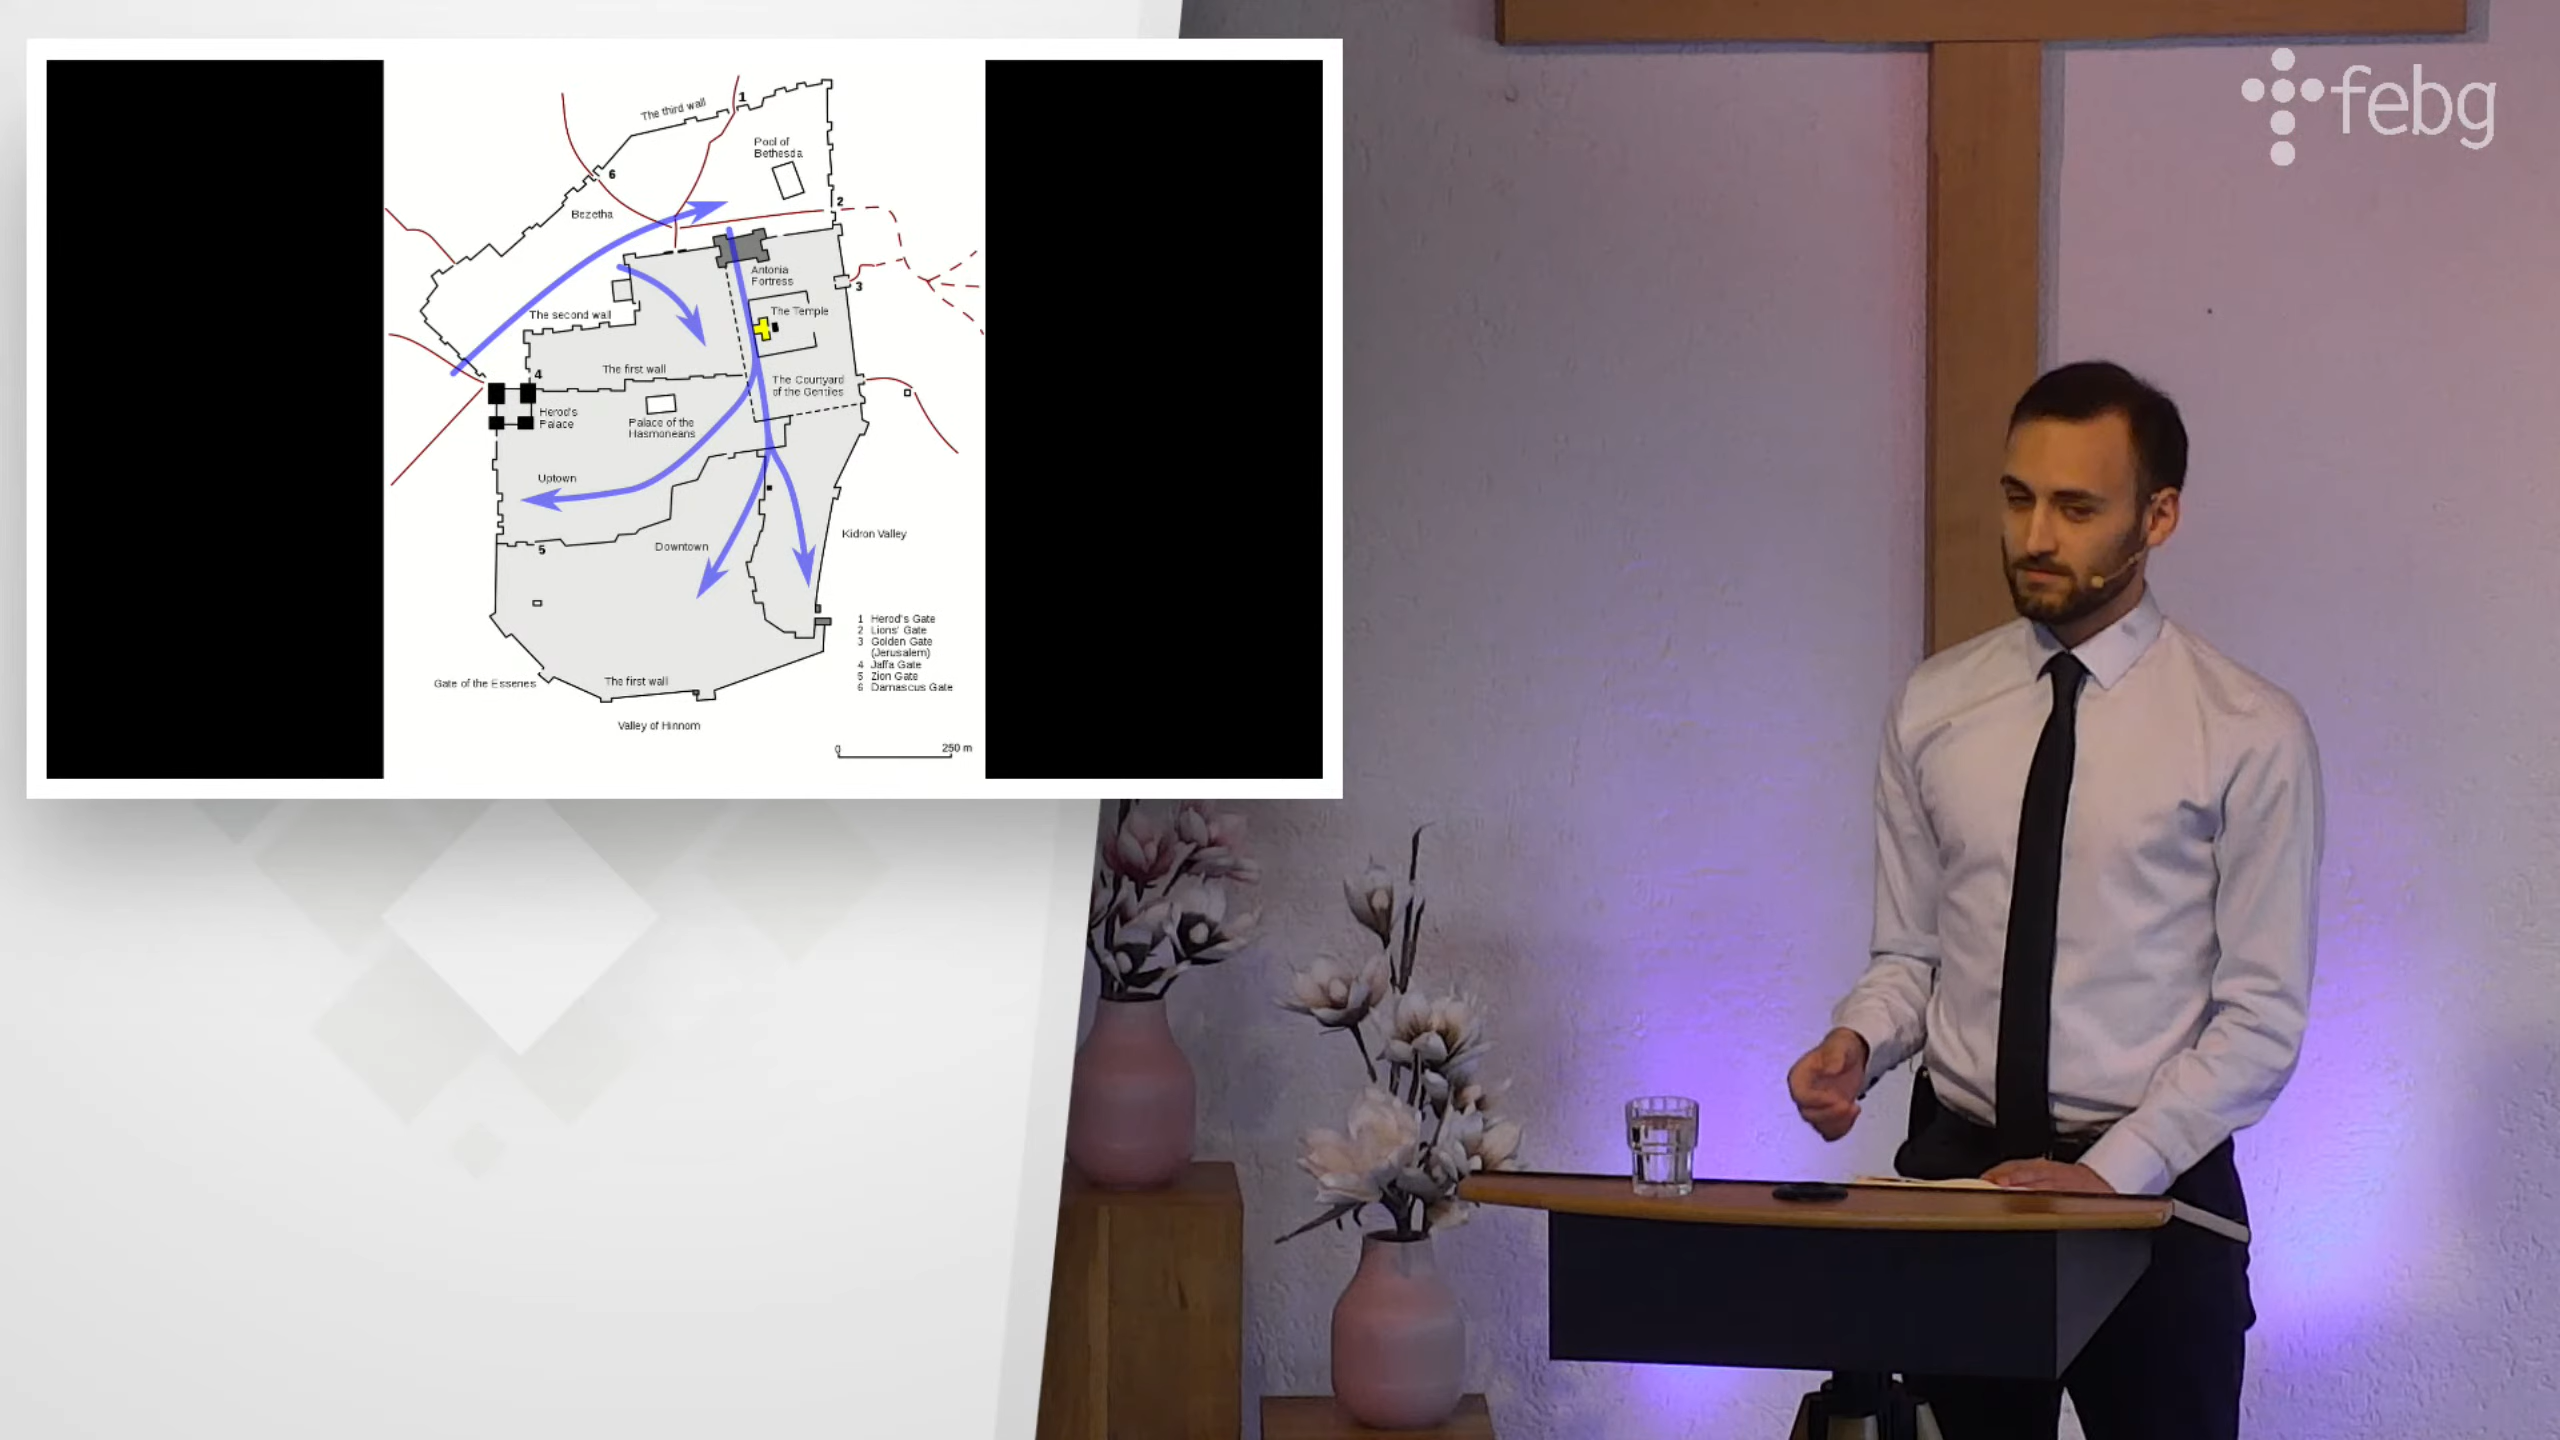 febg
The third wall
1
Pool of
Bethesda
6
2
Bezetha
Antonia
Fortress
3
The second wall
The Temple
The first wall
4
The Courtyard
of the Gentiles
Herod's
Palace
Palace of the
Hasmoneans
Uptown
Kidron Valley
5
Downtown
1 Herod's Gate
2 Lions' Gate
3 Golden Gate
(Jerusalem)
4 Jaffa Gate
5 Zion Gate
6 Damascus Gate
Gate of the Essenes
The first wall
Valley of Hinnom
0
250 m